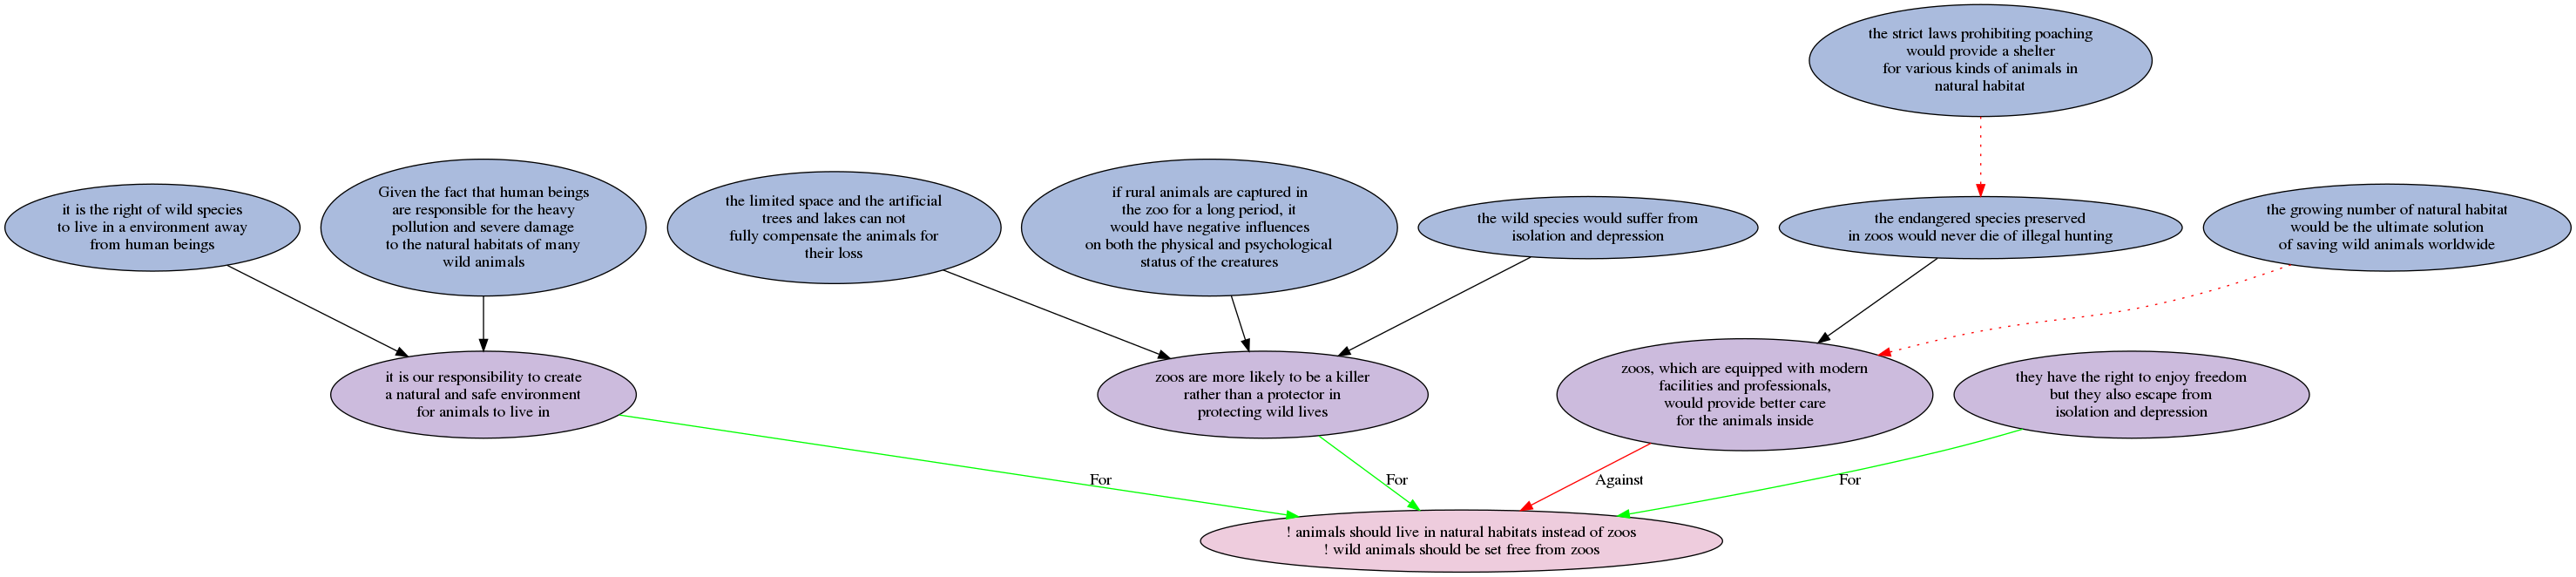 the strict laws prohibiting poaching
would provide a shelter
for various kinds of animals in
natural habitat
it is the right of wild species
to live in a environment away
from human beings
Given the fact that human beings
are responsible for the heavy
pollution and severe damage
to the natural habitats of many
wild animals
the limited space and the artificial
trees and lakes can not
fully compensate the animals for
their loss
if rural animals are captured in
the zoo for a long period, it
would have negative influences
on both the physical and psychological
status of the creatures
the wild species would suffer from
isolation and depression
the endangered species preserved
in zoos would never die of illegal hunting
the growing number of natural habitat
would be the ultimate solution
of saving wild animals worldwide
it is our responsibility to create
a natural and safe environment
for animals to live in
zoos are more likely to be a killer
rather than a protector in
protecting wild lives
zoos, which are equipped with modern
facilities and professionals,
would provide better care
for the animals inside
they have the right to enjoy freedom
but they also escape from
isolation and depression
For
For
Against
For
! animals should live in natural habitats instead of zoos
! wild animals should be set free from zoos